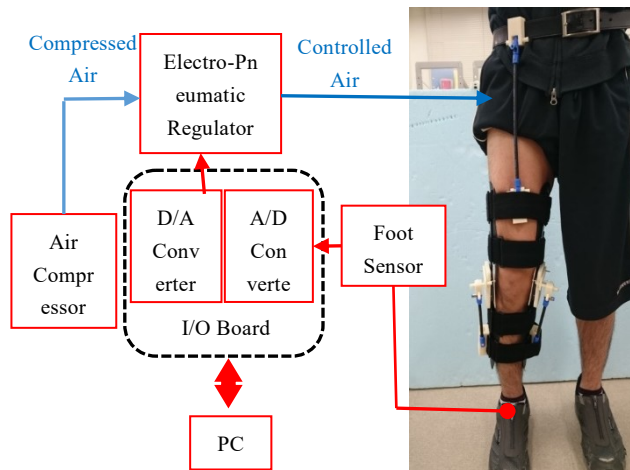 Compressed
Air
Electro-Pn
eumatic
Regulator
Controlled
Air
D/A
Conv
erter
A/D
Con
verte
Foot
Sensor
Air
Compr
essor
I/O Board
PC